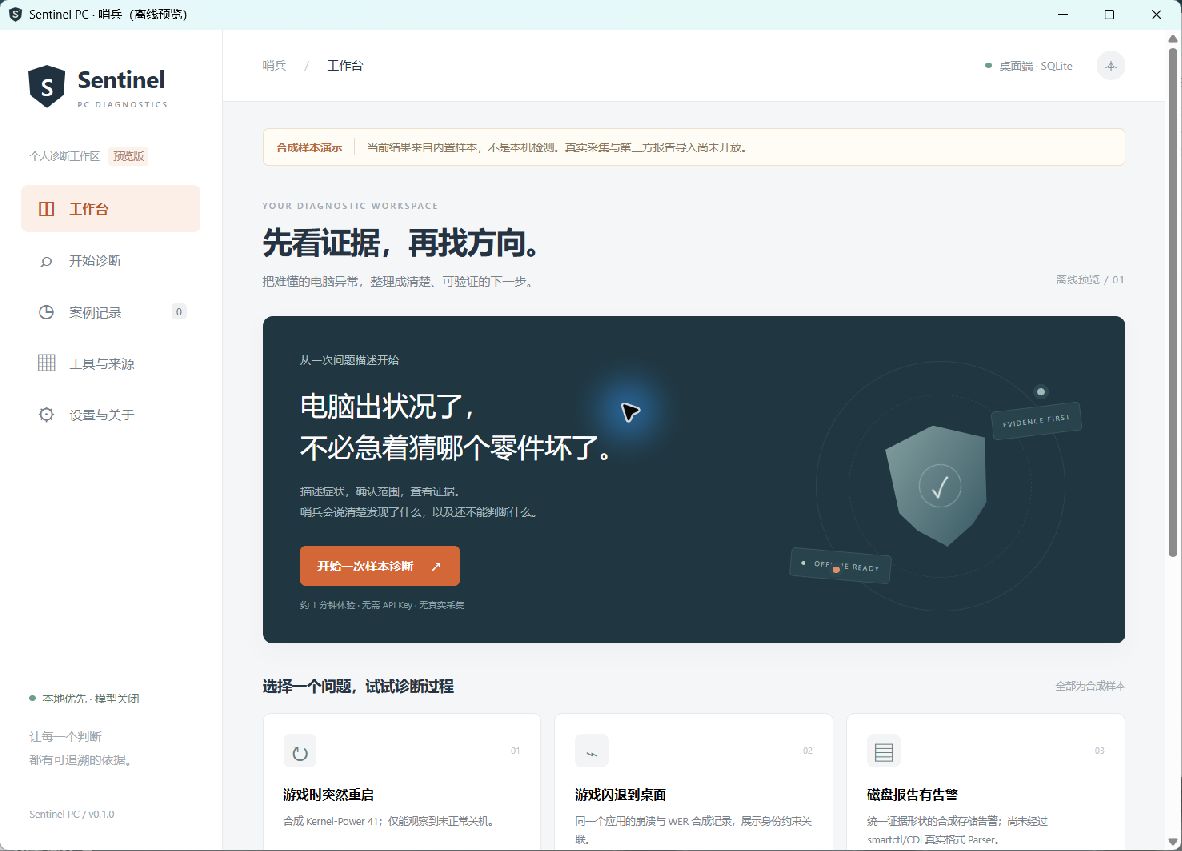 Sentinel PC · 哨兵（离线预览）
S Sentinel
PC DIAGNOSTICS
个人诊断工作区 预览版
工作台
开始诊断
案例记录 0
工具与来源
设置与关于
本地优先 · 模型关闭
让每一个判断
都有可追溯的依据。
Sentinel PC / v0.1.0
哨兵 / 工作台
桌面端 · SQLite
合成样本演示 当前结果来自内置样本，不是本机检测。真实采集与第三方报告导入尚未开放。
YOUR DIAGNOSTIC WORKSPACE
先看证据，再找方向。
把难懂的电脑异常，整理成清楚、可验证的下一步。
离线预览 / 01
从一次问题描述开始
电脑出状况了，
不必急着猜哪个零件坏了。
描述症状，确认范围，查看证据。
哨兵会说清楚发现了什么，以及还不能判断什么。
开始一次样本诊断 ↗
约 1 分钟体验 · 无需 API Key · 无真实采集
EVIDENCE FIRST
OFFLINE READY
选择一个问题，试试诊断过程
全部为合成样本
01
游戏时突然重启
合成 Kernel-Power 41；仅能观察到未正常关机。
02
游戏闪退到桌面
同一个应用的崩溃与 WER 合成记录，展示身份约束关
联。
03
磁盘报告有告警
统一证据形状的合成存储告警；尚未经过
smartctl/CDI 真实格式 Parser。